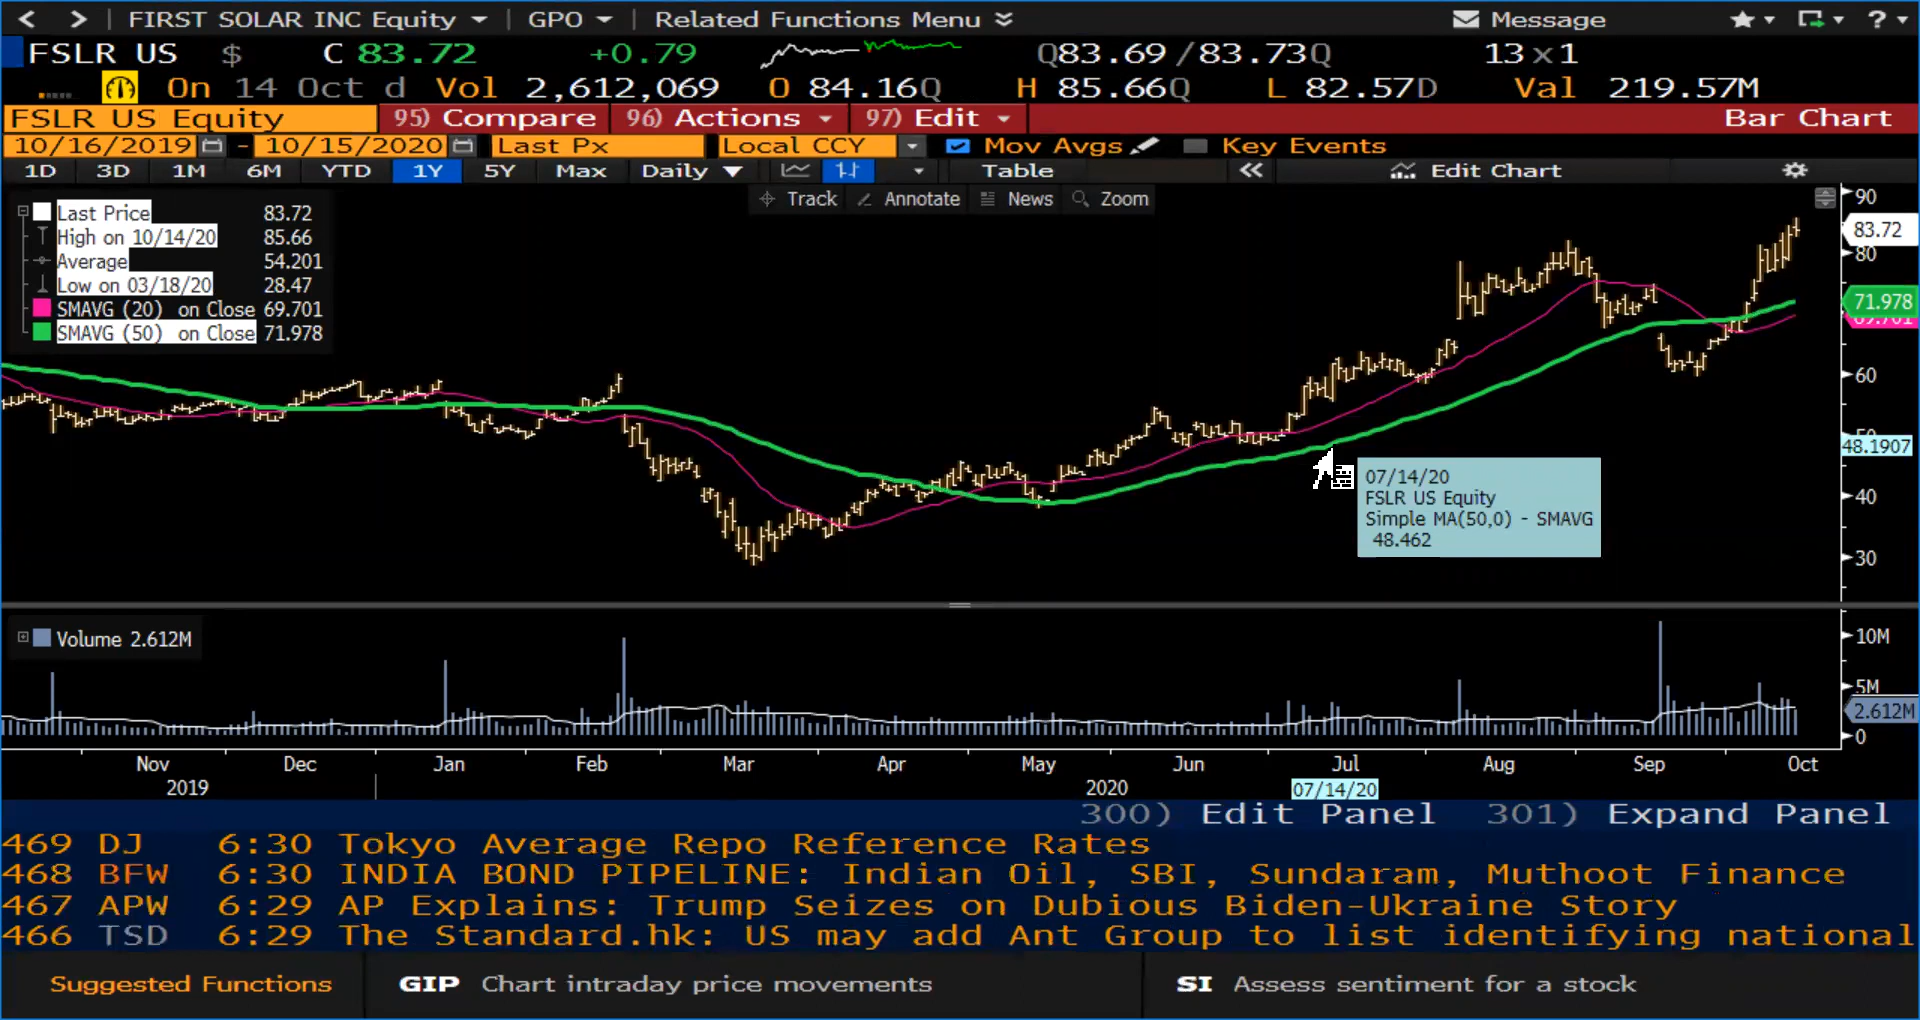 < > FIRST SOLAR INC Equity GPO Related Functions Menu Message ?
FSLR US $ C 83.72 +0.79 Q83.69/83.73Q 13x1
On 14 Oct d Vol 2,612,069 O 84.16Q H 85.66Q L 82.57D Val 219.57M
FSLR US Equity 95) Compare 96) Actions 97) Edit Bar Chart
10/16/2019 - 10/15/2020 Last Px Local CCY Mov Avgs Key Events
1D 3D 1M 6M YTD 1Y 5Y Max Daily Table Edit Chart
Track Annotate News Zoom
Last Price 83.72
High on 10/14/20 85.66
Average 54.201
Low on 03/18/20 28.47
SMAVG (20) on Close 69.701
SMAVG (50) on Close 71.978
90
83.72
80
71.978
69.701
60
50
48.1907
40
30
07/14/20
FSLR US Equity
Simple MA(50,0) - SMAVG
48.462
Volume 2.612M
10M
5M
2.612M
0
Nov Dec Jan Feb Mar Apr May Jun Jul Aug Sep Oct
2019 2020 07/14/20
300) Edit Panel 301) Expand Panel
469 DJ 6:30 Tokyo Average Repo Reference Rates
468 BFW 6:30 INDIA BOND PIPELINE: Indian Oil, SBI, Sundaram, Muthoot Finance
467 APW 6:29 AP Explains: Trump Seizes on Dubious Biden-Ukraine Story
466 TSD 6:29 The Standard.hk: US may add Ant Group to list identifying national
Suggested Functions GIP Chart intraday price movements SI Assess sentiment for a stock